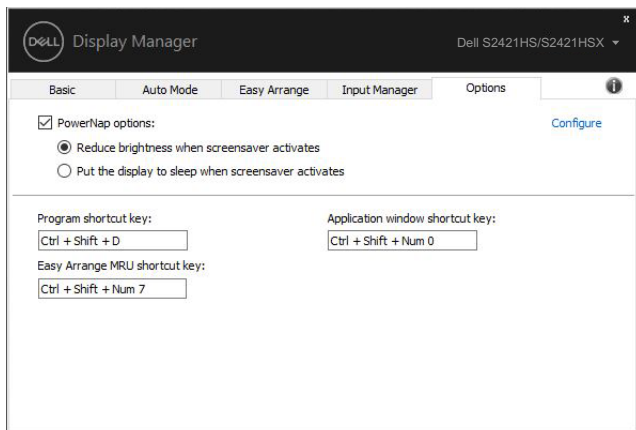 x
DELL Display Manager
Dell S2421HS/S2421HSX
Basic Auto Mode Easy Arrange Input Manager Options i
PowerNap options: Configure
Reduce brightness when screensaver activates
Put the display to sleep when screensaver activates
Program shortcut key: Application window shortcut key:
Ctrl + Shift + D Ctrl + Shift + Num 0
Easy Arrange MRU shortcut key:
Ctrl + Shift + Num 7